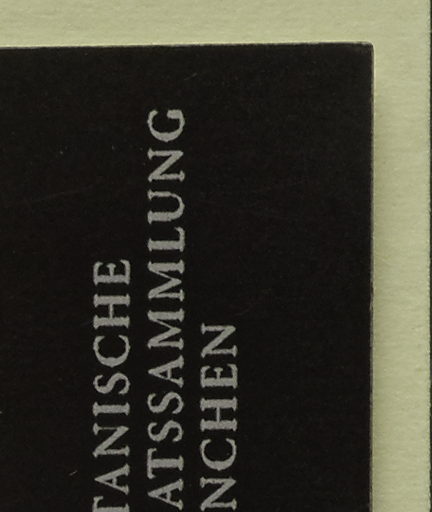 TANISCHE
ATSSAMMLUNG
NCHEN